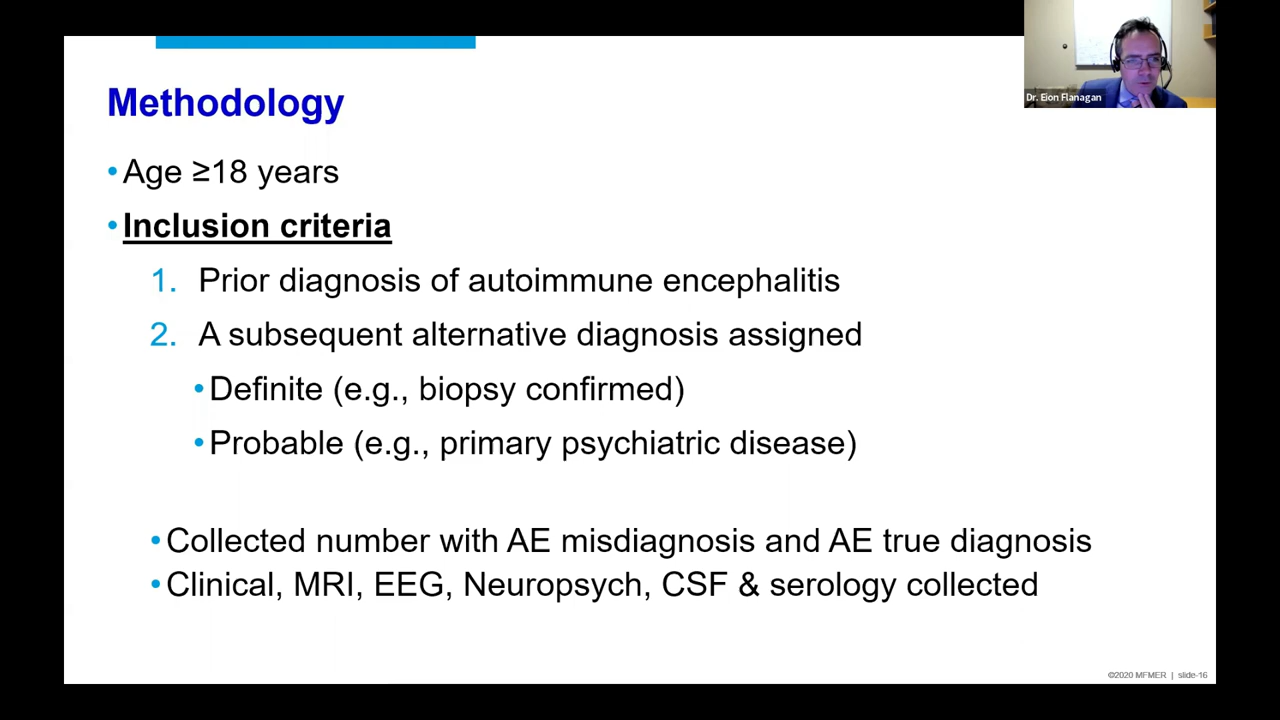 Dr. Eion Flanagan
Methodology
•Age ≥18 years
•Inclusion criteria
1. Prior diagnosis of autoimmune encephalitis
2. A subsequent alternative diagnosis assigned
•Definite (e.g., biopsy confirmed)
•Probable (e.g., primary psychiatric disease)
•Collected number with AE misdiagnosis and AE true diagnosis
•Clinical, MRI, EEG, Neuropsych, CSF & serology collected
©2020 MFMER | slide-16